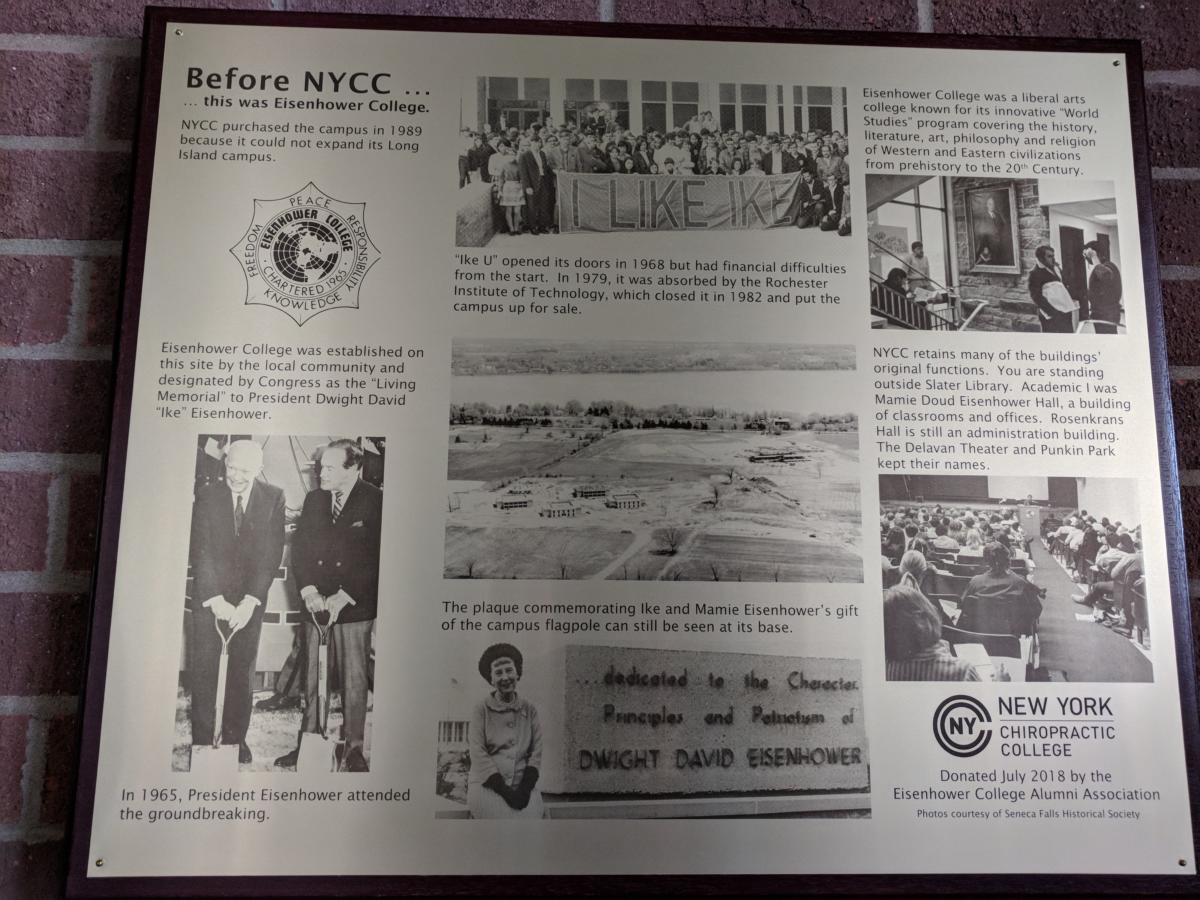 Before NYCC ...
... this was Eisenhower College.
NYCC purchased the campus in 1989
because it could not expand its Long
Island campus.
PEACE
RESPONSIBILITY
KNOWLEDGE
FREEDOM
EISENHOWER COLLEGE
CHARTERED 1965
Eisenhower College was established on
this site by the local community and
designated by Congress as the “Living
Memorial” to President Dwight David
“Ike” Eisenhower.
In 1965, President Eisenhower attended
the groundbreaking.
I LIKE IKE
“Ike U” opened its doors in 1968 but had financial difficulties
from the start. In 1979, it was absorbed by the Rochester
Institute of Technology, which closed it in 1982 and put the
campus up for sale.
The plaque commemorating Ike and Mamie Eisenhower’s gift
of the campus flagpole can still be seen at its base.
...dedicated to the Character,
Principles and Patriotism of
DWIGHT DAVID EISENHOWER
Eisenhower College was a liberal arts
college known for its innovative “World
Studies” program covering the history,
literature, art, philosophy and religion
of Western and Eastern civilizations
from prehistory to the 20th Century.
NYCC retains many of the buildings’
original functions. You are standing
outside Slater Library. Academic I was
Mamie Doud Eisenhower Hall, a building
of classrooms and offices. Rosenkrans
Hall is still an administration building.
The Delavan Theater and Punkin Park
kept their names.
NY
NEW YORK
CHIROPRACTIC
COLLEGE
Donated July 2018 by the
Eisenhower College Alumni Association
Photos courtesy of Seneca Falls Historical Society